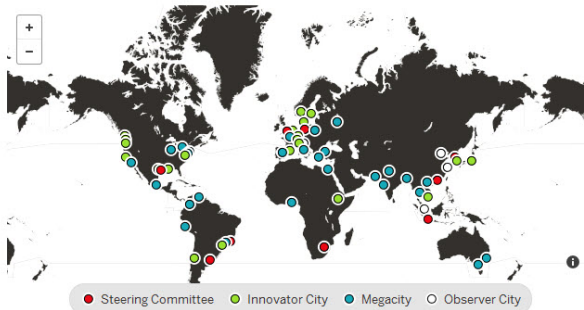 +
−
i
Steering Committee Innovator City Megacity Observer City